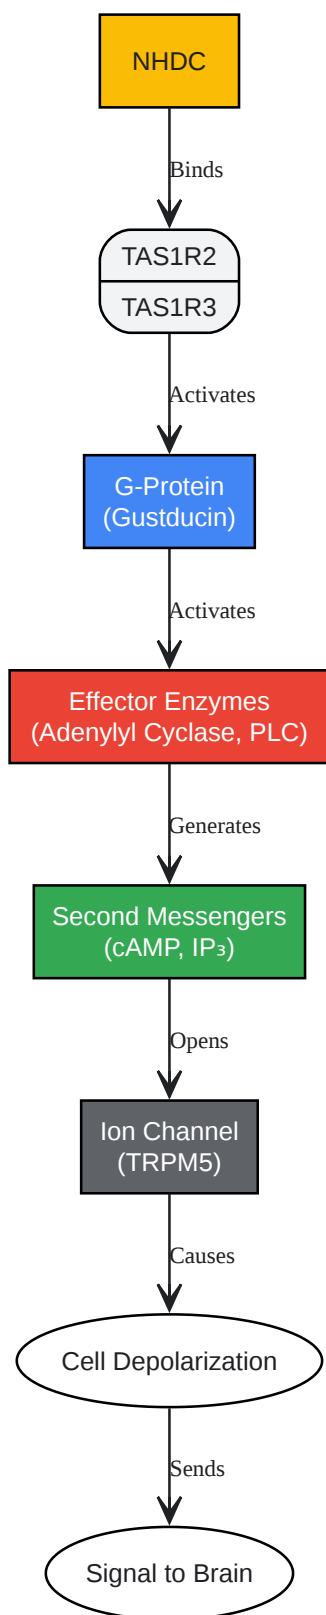 NHDC
Binds
TAS1R2
TAS1R3
Activates
G-Protein
(Gustducin)
Activates
Effector Enzymes
(Adenylyl Cyclase, PLC)
Generates
Second Messengers
(cAMP, IP₃)
Opens
Ion Channel
(TRPM5)
Causes
Cell Depolarization
Sends
Signal to Brain